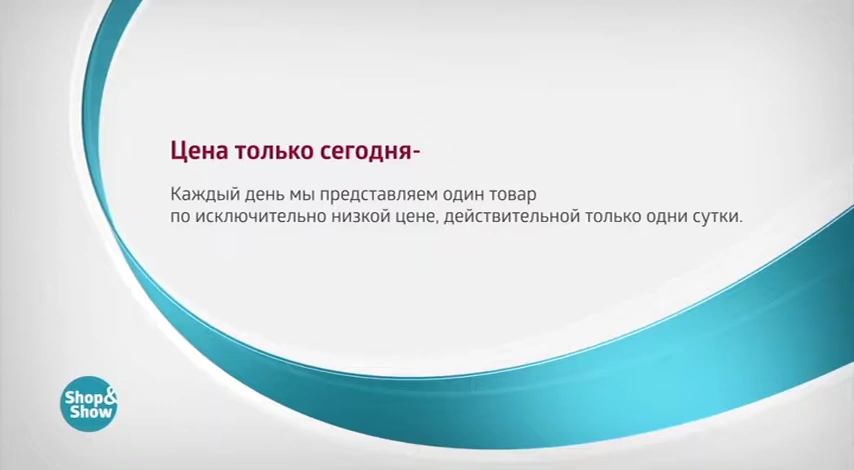 Цена только сегодня-
Каждый день мы представляем один товар
по исключительно низкой цене, действительной только одни сутки.
Shop&
Show